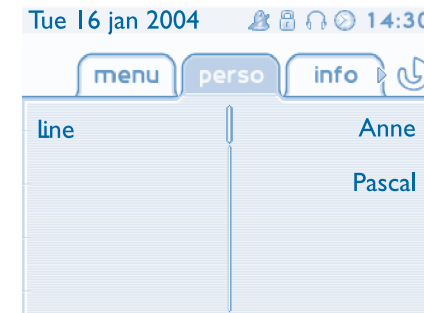 Tue 16 jan 2004 14:30
menu perso info
line Anne
Pascal